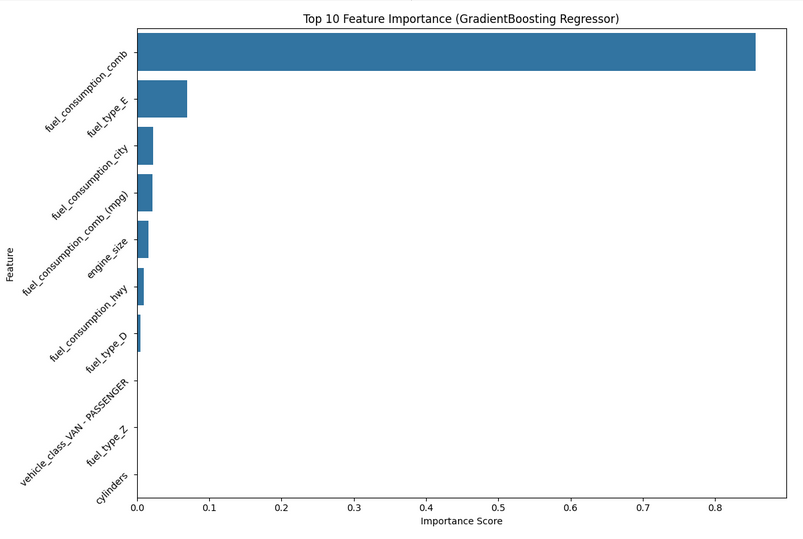 Top 10 Feature Importance (GradientBoosting Regressor)
fuel_consumption_comb
fuel_type_E
fuel_consumption_city
fuel_consumption_comb_(mpg)
engine_size
fuel_consumption_hwy
fuel_type_D
vehicle_class_VAN - PASSENGER
fuel_type_Z
cylinders
Feature
0.0 0.1 0.2 0.3 0.4 0.5 0.6 0.7 0.8
Importance Score